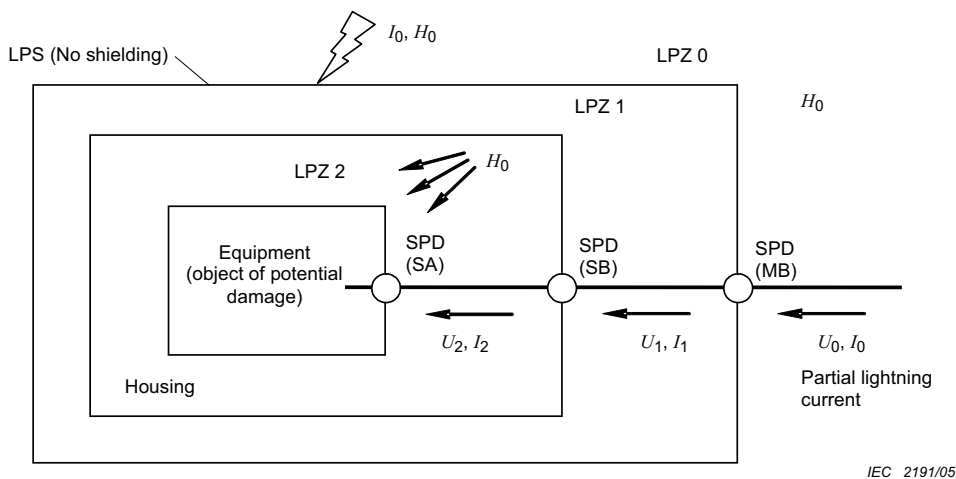 I₀, H₀
LPS (No shielding)
LPZ 0
LPZ 1
H₀
LPZ 2
H₀
Equipment
(object of potential
damage)
SPD
(SA)
SPD
(SB)
SPD
(MB)
U₂, I₂
U₁, I₁
U₀, I₀
Housing
Partial lightning
current
IEC 2191/05